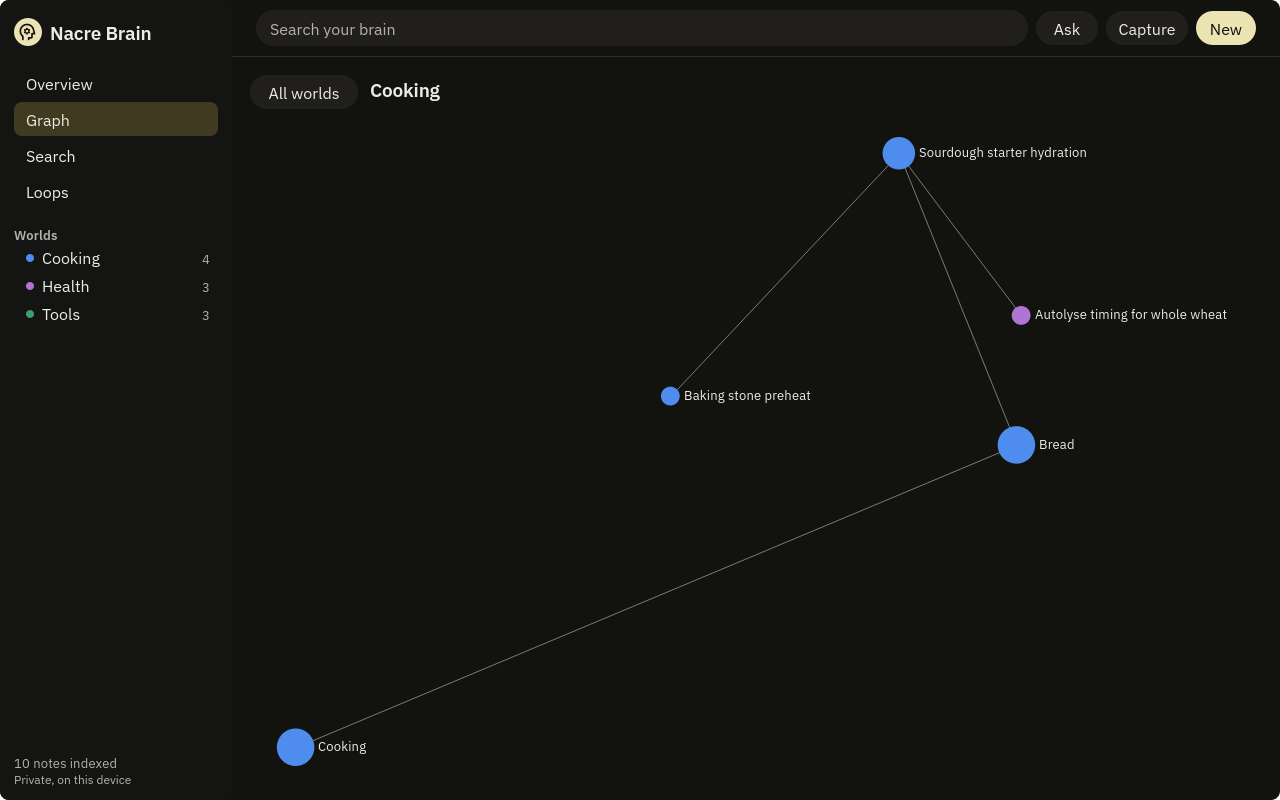 Nacre Brain
Search your brain
Ask
Capture
New
Overview
Graph
Search
Loops
Worlds
Cooking 4
Health 3
Tools 3
10 notes indexed
Private, on this device
All worlds
Cooking
Sourdough starter hydration
Autolyse timing for whole wheat
Baking stone preheat
Bread
Cooking